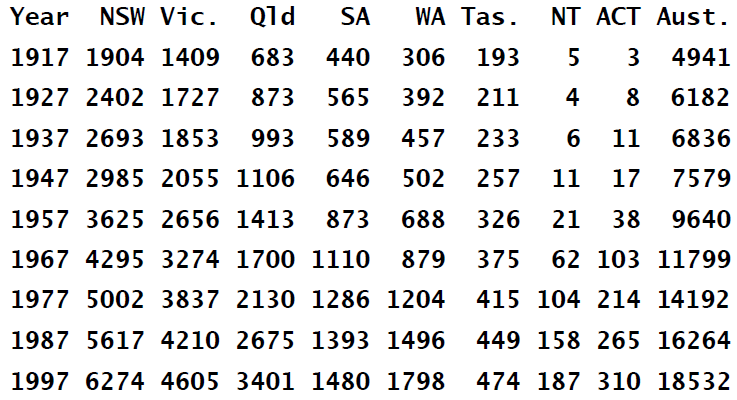 Year NSW Vic. Qld SA WA Tas. NT ACT Aust.
1917 1904 1409 683 440 306 193 5 3 4941
1927 2402 1727 873 565 392 211 4 8 6182
1937 2693 1853 993 589 457 233 6 11 6836
1947 2985 2055 1106 646 502 257 11 17 7579
1957 3625 2656 1413 873 688 326 21 38 9640
1967 4295 3274 1700 1110 879 375 62 103 11799
1977 5002 3837 2130 1286 1204 415 104 214 14192
1987 5617 4210 2675 1393 1496 449 158 265 16264
1997 6274 4605 3401 1480 1798 474 187 310 18532